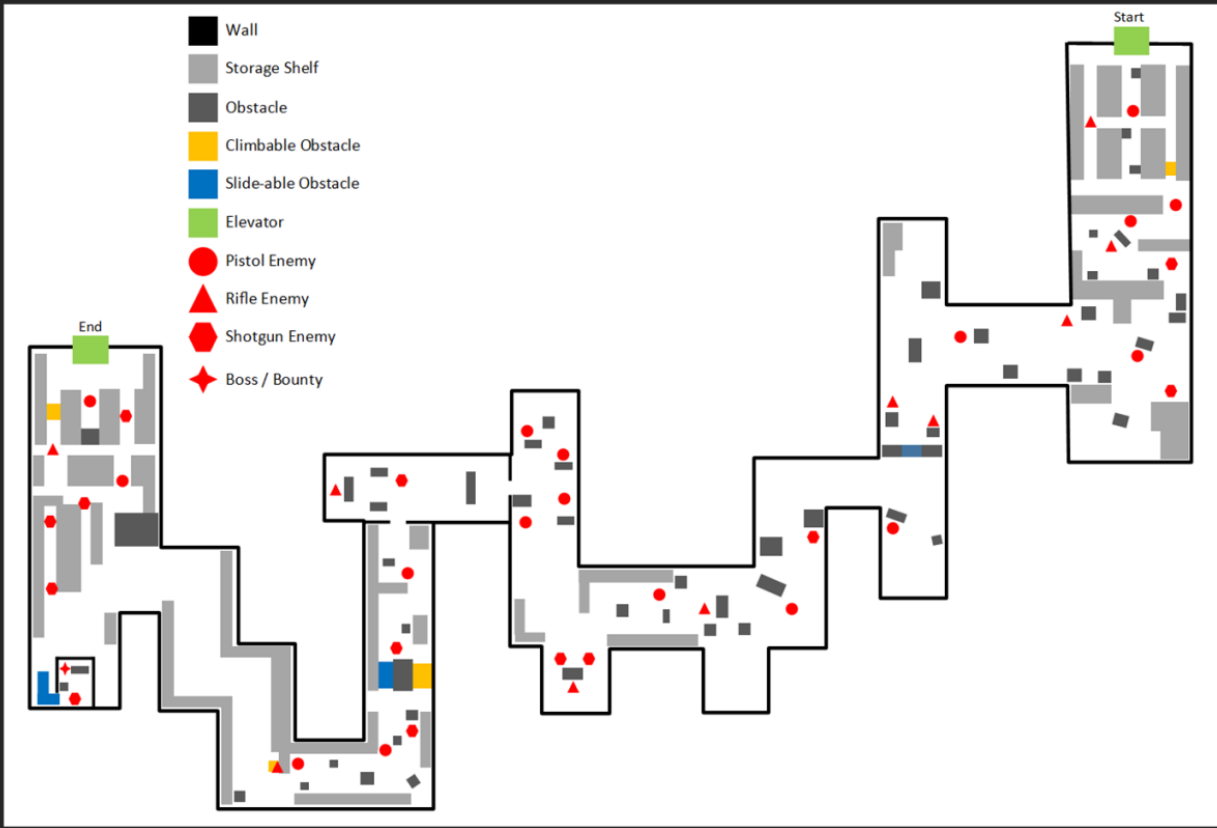 Start
Wall
Storage Shelf
Obstacle
Climbable Obstacle
Slide-able Obstacle
Elevator
Pistol Enemy
Rifle Enemy
Shotgun Enemy
Boss / Bounty
End